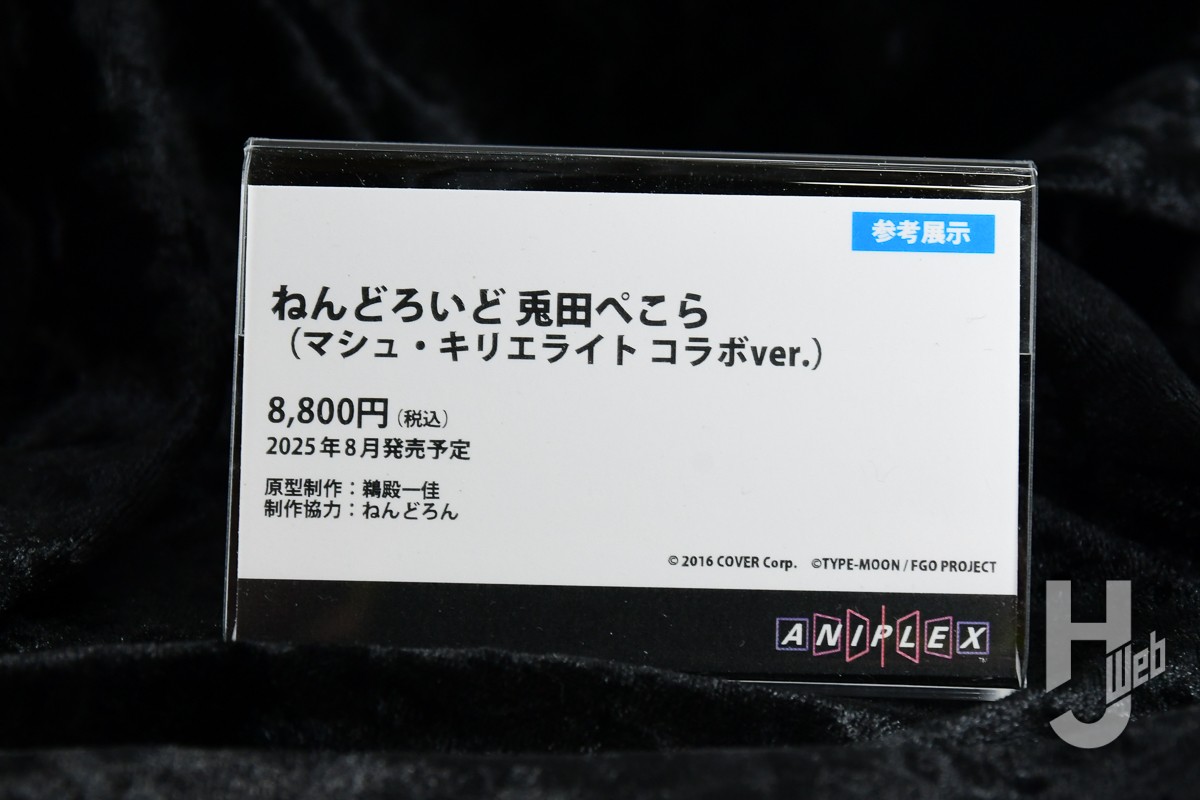 参考展示
ねんどろいど 兎田ぺこら
（マシュ・キリエライト コラボver.）
8,800円（税込）
2025年8月発売予定
原型制作：鵜殿一佳
制作協力：ねんどろん
© 2016 COVER Corp. ©TYPE-MOON / FGO PROJECT
ANIPLEX
HJ Web